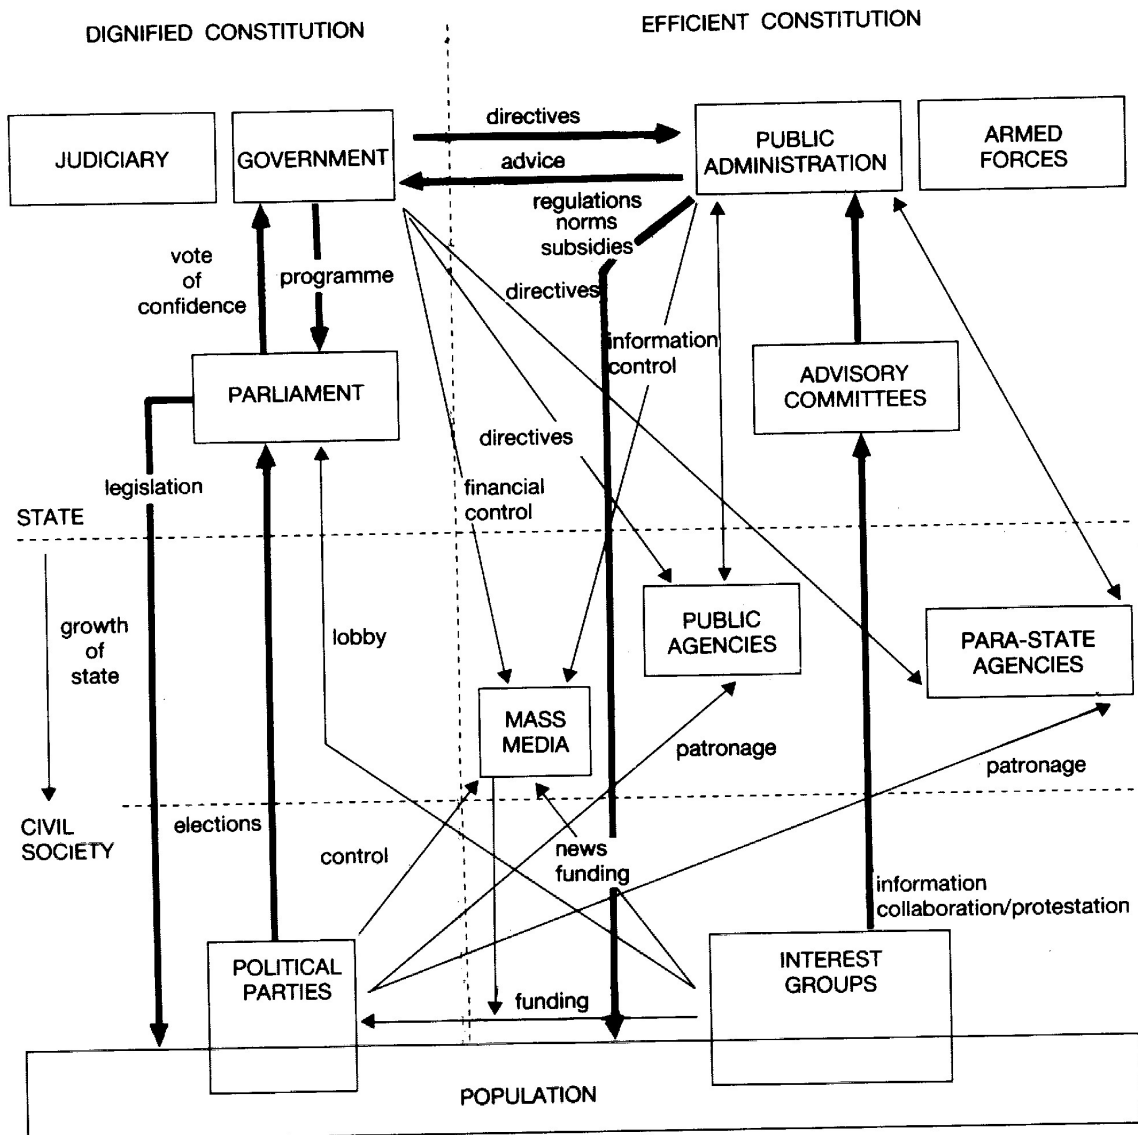 DIGNIFIED CONSTITUTION
EFFICIENT CONSTITUTION
JUDICIARY
GOVERNMENT
directives
advice
PUBLIC
ADMINISTRATION
ARMED
FORCES
regulations
norms
subsidies
vote
of
confidence
programme
directives
information
control
PARLIAMENT
ADVISORY
COMMITTEES
directives
legislation
financial
control
STATE
growth
of
state
lobby
PUBLIC
AGENCIES
PARA-STATE
AGENCIES
MASS
MEDIA
patronage
patronage
CIVIL
SOCIETY
elections
control
news
funding
information
collaboration/protestation
POLITICAL
PARTIES
INTEREST
GROUPS
funding
POPULATION